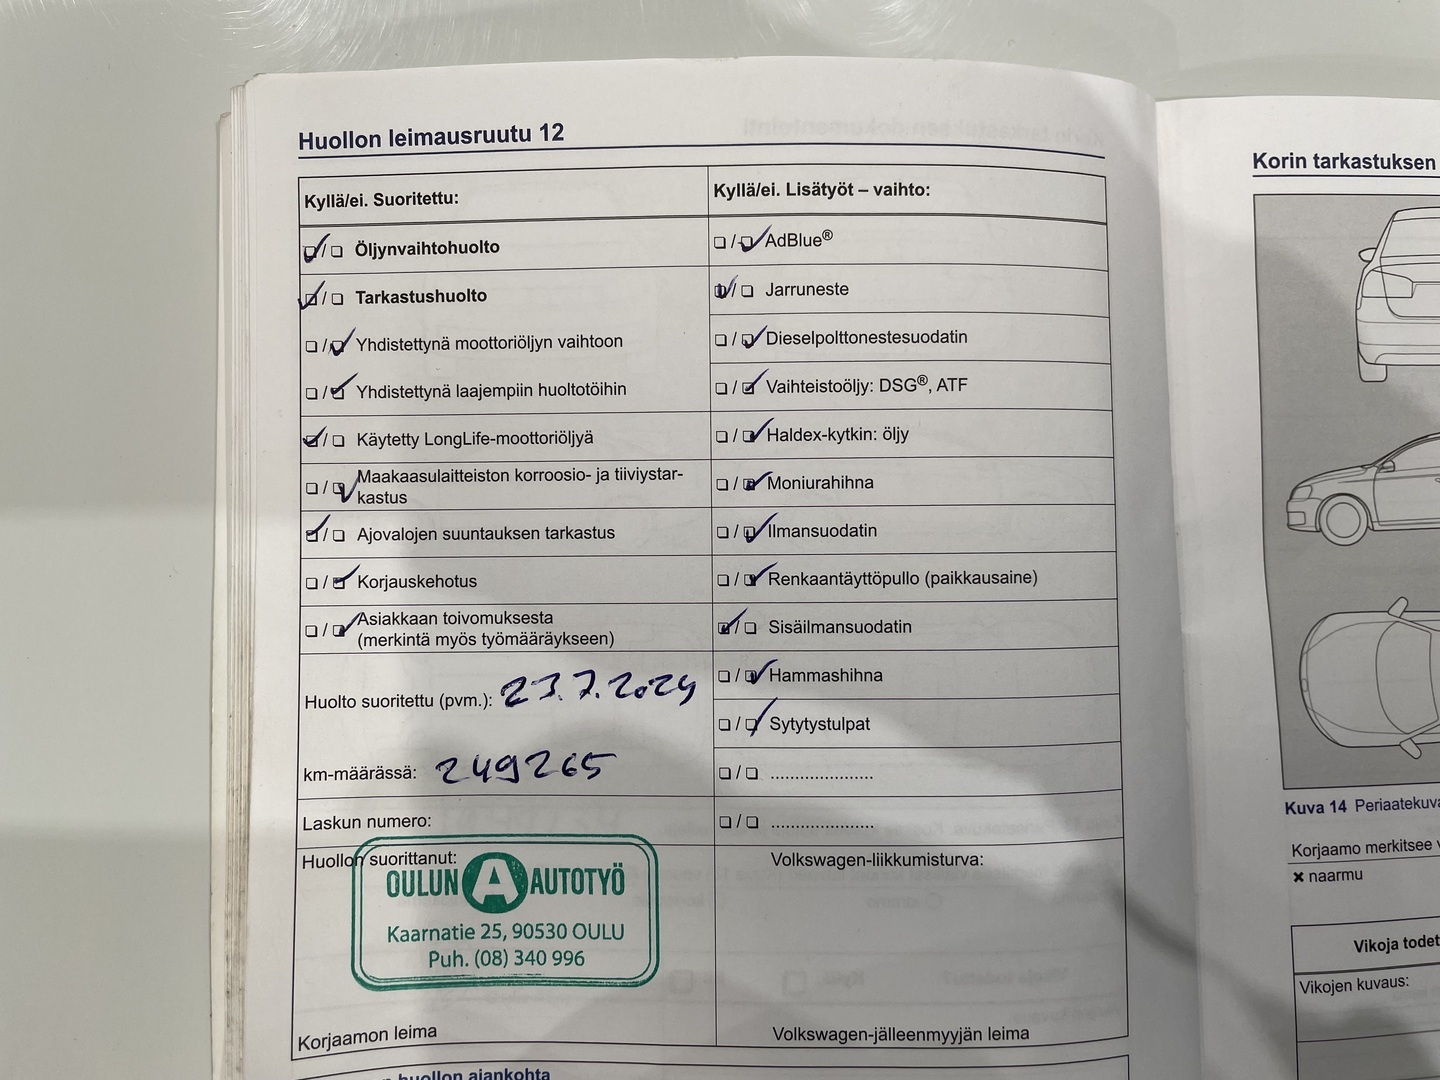 Huollon leimausruutu 12
Kyllä/ei. Suoritettu:
Öljynvaihtohuolto
Tarkastushuolto
Yhdistettynä moottoriöljyn vaihtoon
Yhdistettynä laajempiin huoltotöihin
Käytetty LongLife-moottoriöljyä
Maakaasulaitteiston korroosio- ja tiiviystar-
kastus
Ajovalojen suuntauksen tarkastus
Korjauskehotus
Asiakkaan toivomuksesta
(merkintä myös työmääräykseen)
Huolto suoritettu (pvm.): 23.7.2024
km-määrässä: 249265
Laskun numero:
Huollon suorittanut:
OULUN A AUTOTYÖ
Kaarnatie 25, 90530 OULU
Puh. (08) 340 996
Korjaamon leima
Kyllä/ei. Lisätyöt – vaihto:
AdBlue®
Jarruneste
Dieselpolttonestesuodatin
Vaihteistoöljy: DSG®, ATF
Haldex-kytkin: öljy
Moniurahihna
Ilmansuodatin
Renkaantäyttöpullo (paikkausaine)
Sisäilmansuodatin
Hammashihna
Sytytystulpat
.....................
.....................
Volkswagen-liikkumisturva:
Volkswagen-jälleenmyyjän leima
huollon ajankohta
Korin tarkastuksen
Kuva 14 Periaatekuva
Korjaamo merkitsee
× naarmu
Vikoja todet
Vikojen kuvaus: